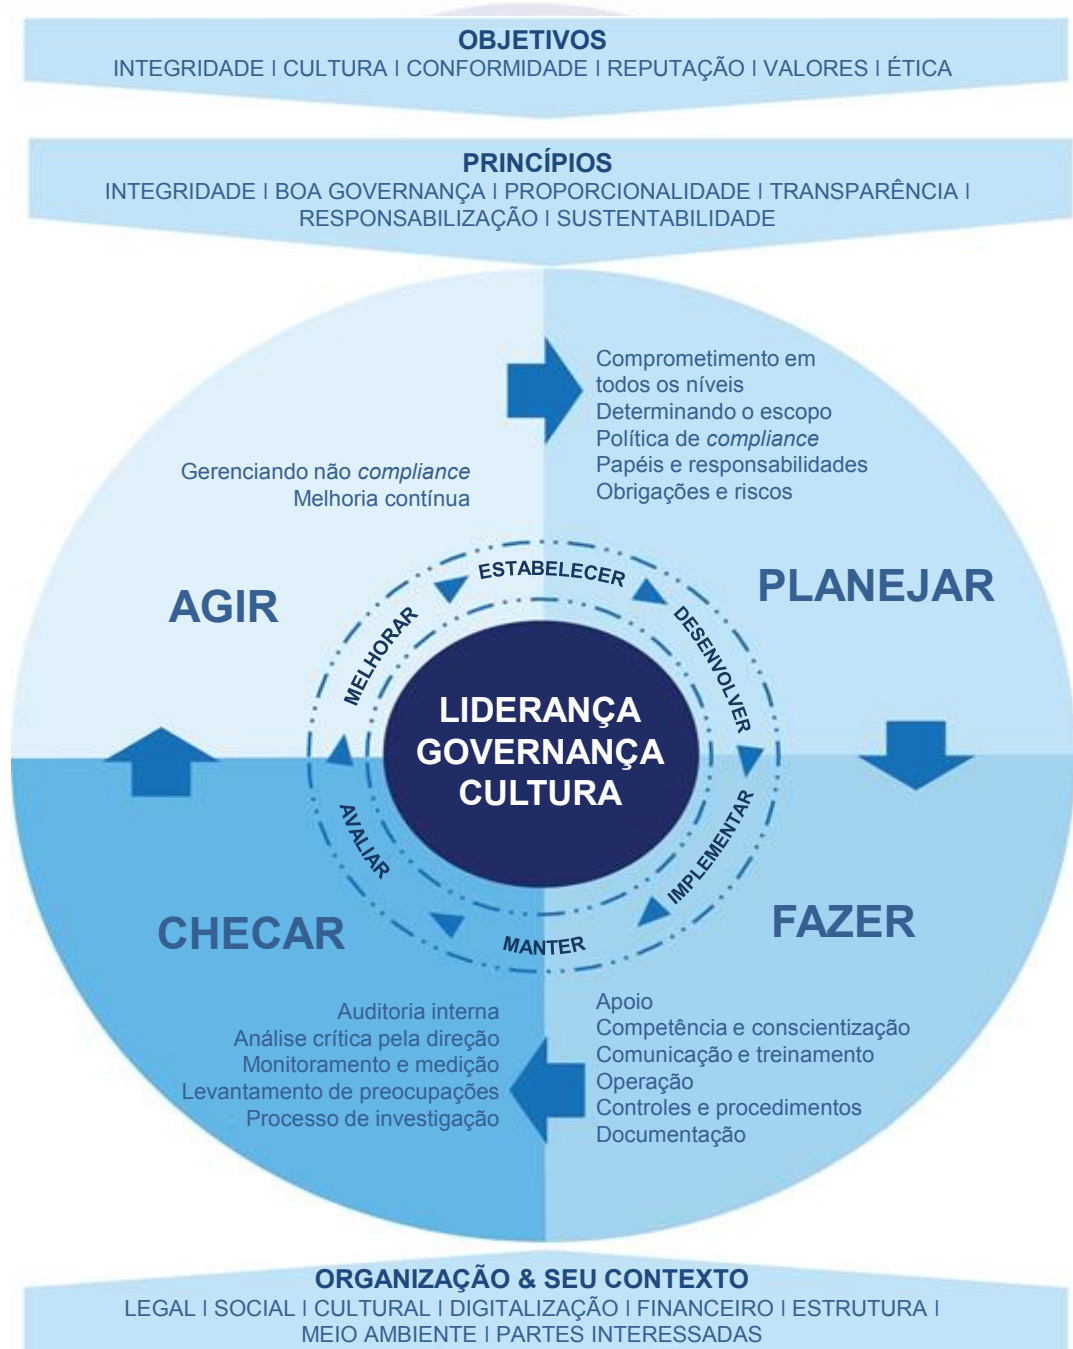 OBJETIVOS
INTEGRIDADE | CULTURA | CONFORMIDADE | REPUTAÇÃO | VALORES | ÉTICA
PRINCÍPIOS
INTEGRIDADE | BOA GOVERNANÇA | PROPORCIONALIDADE | TRANSPARÊNCIA |
RESPONSABILIZAÇÃO | SUSTENTABILIDADE
Comprometimento em
todos os níveis
Determinando o escopo
Política de compliance
Papéis e responsabilidades
Obrigações e riscos
Gerenciando não compliance
Melhoria contínua
AGIR
PLANEJAR
ESTABELECER
DESENVOLVER
IMPLEMENTAR
MANTER
AVALIAR
MELHORAR
LIDERANÇA
GOVERNANÇA
CULTURA
CHECAR
FAZER
Auditoria interna
Análise crítica pela direção
Monitoramento e medição
Levantamento de preocupações
Processo de investigação
Apoio
Competência e conscientização
Comunicação e treinamento
Operação
Controles e procedimentos
Documentação
ORGANIZAÇÃO & SEU CONTEXTO
LEGAL | SOCIAL | CULTURAL | DIGITALIZAÇÃO | FINANCEIRO | ESTRUTURA |
MEIO AMBIENTE | PARTES INTERESSADAS